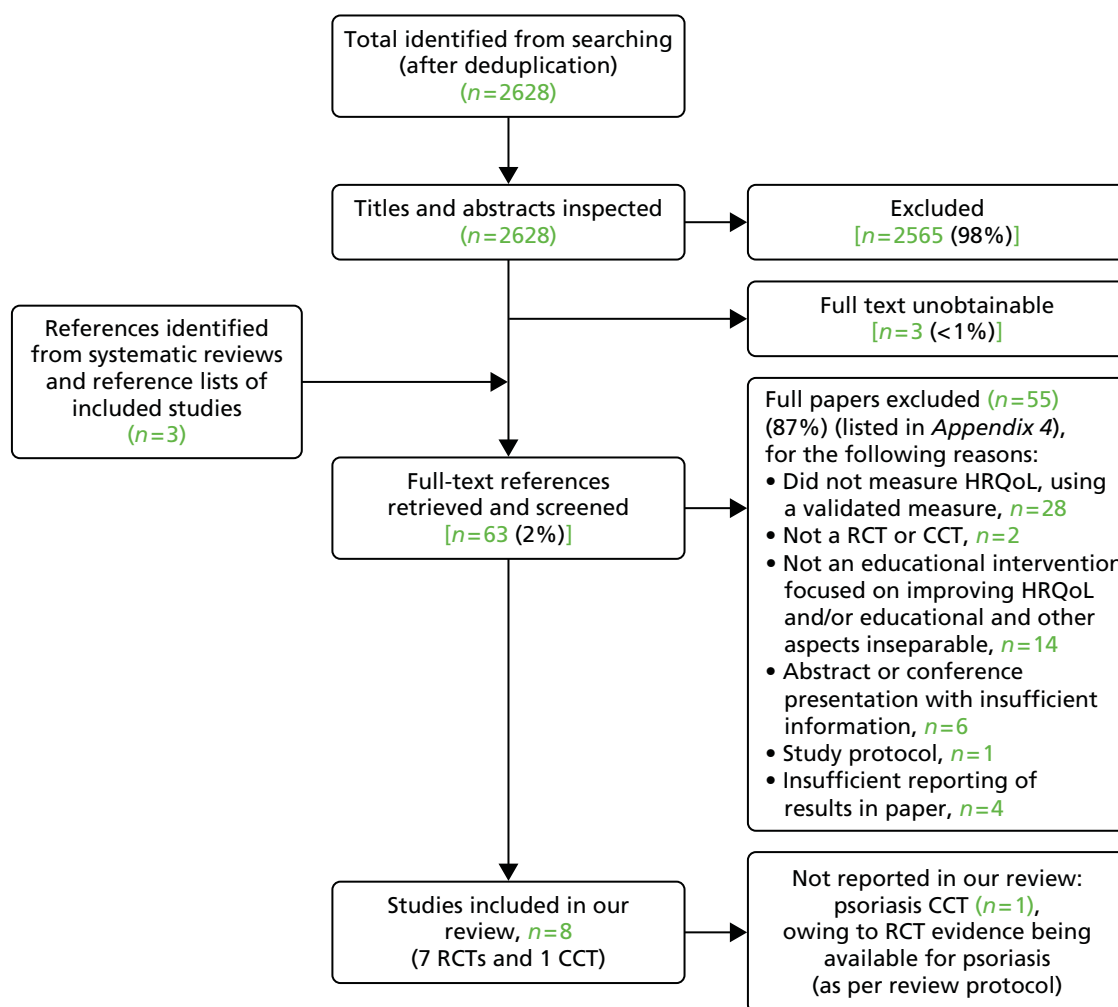 Total identified from searching
(after deduplication)
(n=2628)
Titles and abstracts inspected
(n=2628)
Excluded
[n=2565 (98%)]
Full text unobtainable
[n=3 (<1%)]
References identified
from systematic reviews
and reference lists of
included studies
(n=3)
Full-text references
retrieved and screened
[n=63 (2%)]
Full papers excluded (n=55)
(87%) (listed in Appendix 4),
for the following reasons:
• Did not measure HRQoL, using
a validated measure, n=28
• Not a RCT or CCT, n=2
• Not an educational intervention
focused on improving HRQoL
and/or educational and other
aspects inseparable, n=14
• Abstract or conference
presentation with insufficient
information, n=6
• Study protocol, n=1
• Insufficient reporting of
results in paper, n=4
Studies included in our
review, n=8
(7 RCTs and 1 CCT)
Not reported in our review:
psoriasis CCT (n=1),
owing to RCT evidence being
available for psoriasis
(as per review protocol)